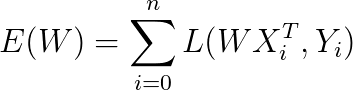 E(W) = \sum_{i=0}^{n} L(WX_i^T, Y_i)